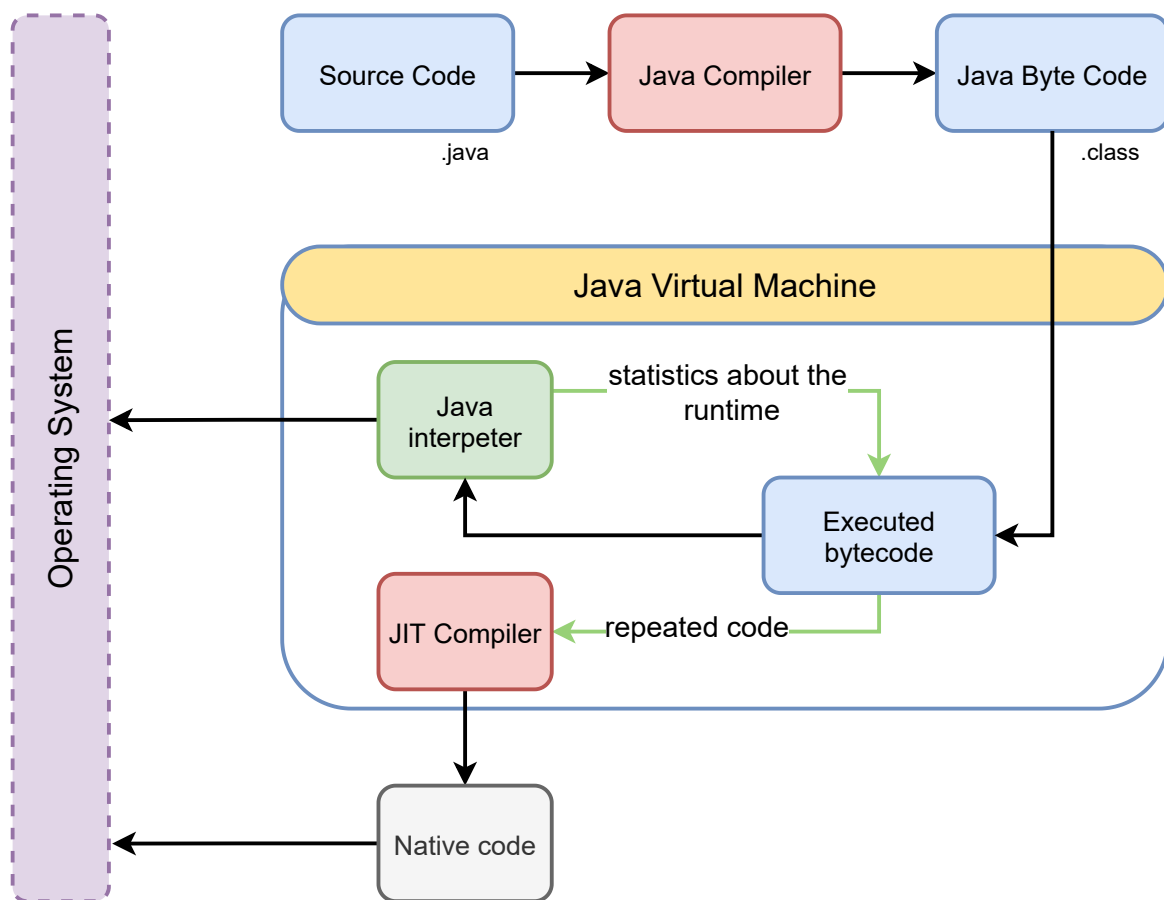 Source Code
Java Compiler
Java Byte Code
.java
.class
Java Virtual Machine
Operating System
Java
interpeter
statistics about the
runtime
Executed
bytecode
JIT Compiler
repeated code
Native code